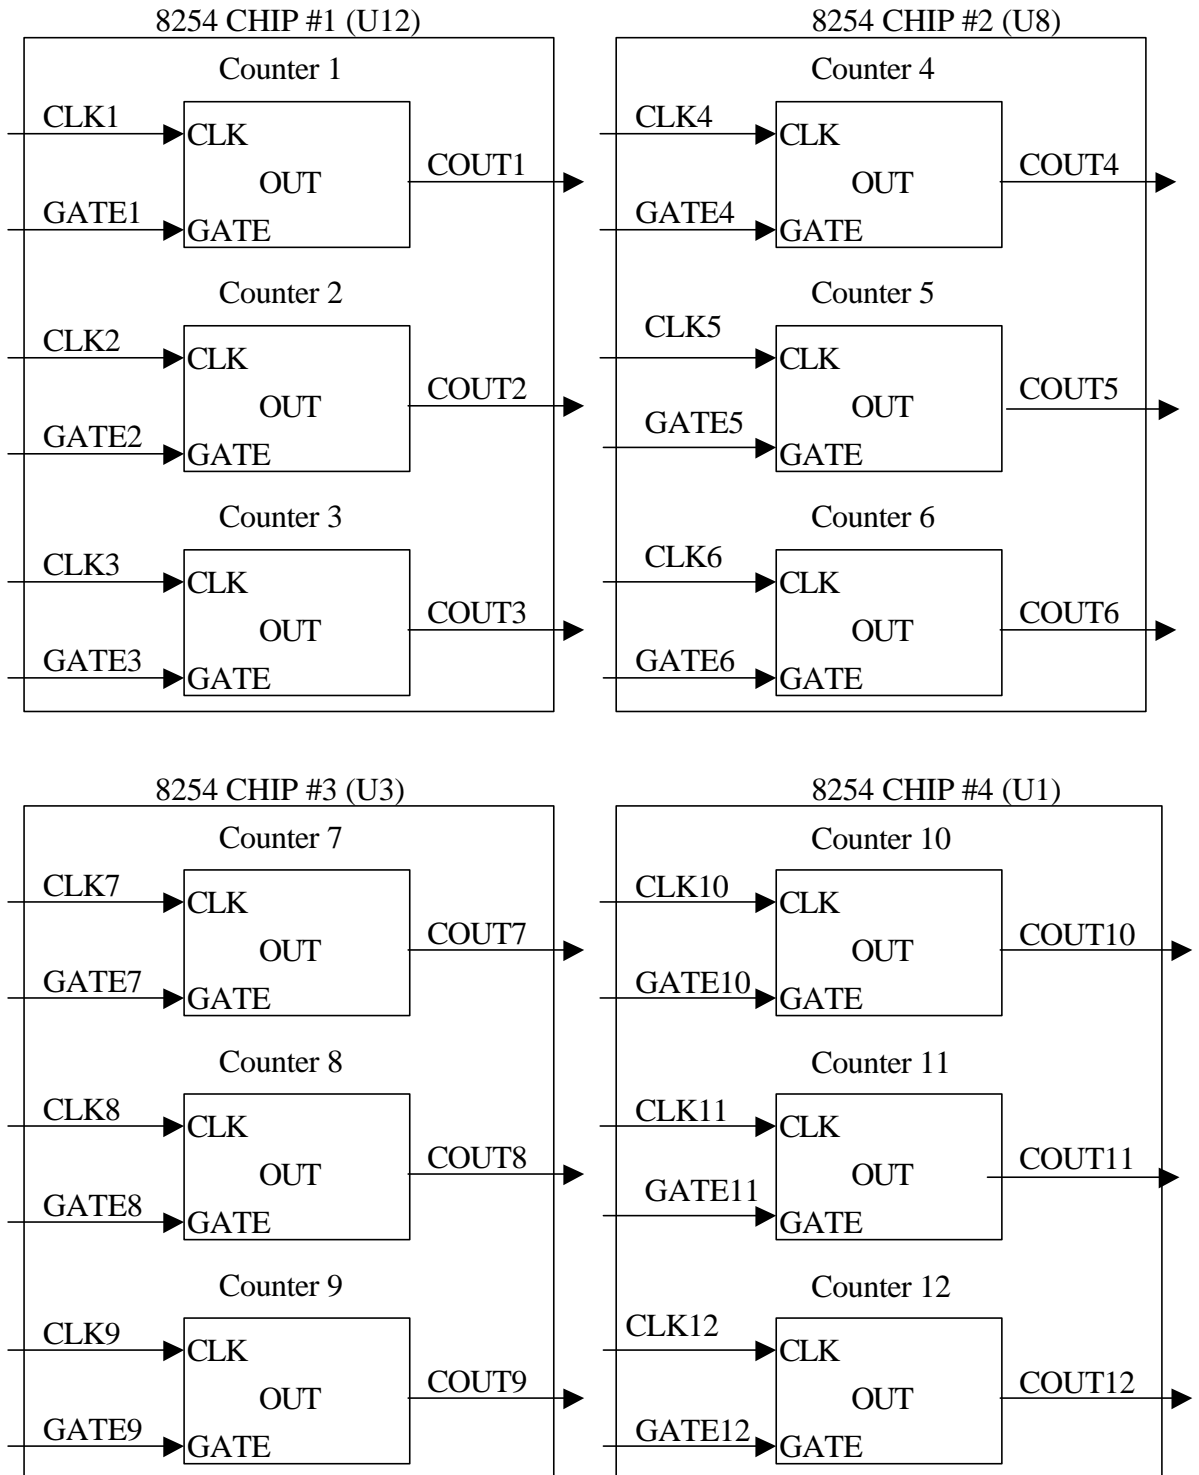 8254 CHIP #1 (U12)
Counter 1
CLK1
CLK
OUT
COUT1
GATE1
GATE
Counter 2
CLK2
CLK
OUT
COUT2
GATE2
GATE
Counter 3
CLK3
CLK
OUT
COUT3
GATE3
GATE
8254 CHIP #2 (U8)
Counter 4
CLK4
CLK
OUT
COUT4
GATE4
GATE
Counter 5
CLK5
CLK
OUT
COUT5
GATE5
GATE
Counter 6
CLK6
CLK
OUT
COUT6
GATE6
GATE
8254 CHIP #3 (U3)
Counter 7
CLK7
CLK
OUT
COUT7
GATE7
GATE
Counter 8
CLK8
CLK
OUT
COUT8
GATE8
GATE
Counter 9
CLK9
CLK
OUT
COUT9
GATE9
GATE
8254 CHIP #4 (U1)
Counter 10
CLK10
CLK
OUT
COUT10
GATE10
GATE
Counter 11
CLK11
CLK
OUT
COUT11
GATE11
GATE
Counter 12
CLK12
CLK
OUT
COUT12
GATE12
GATE